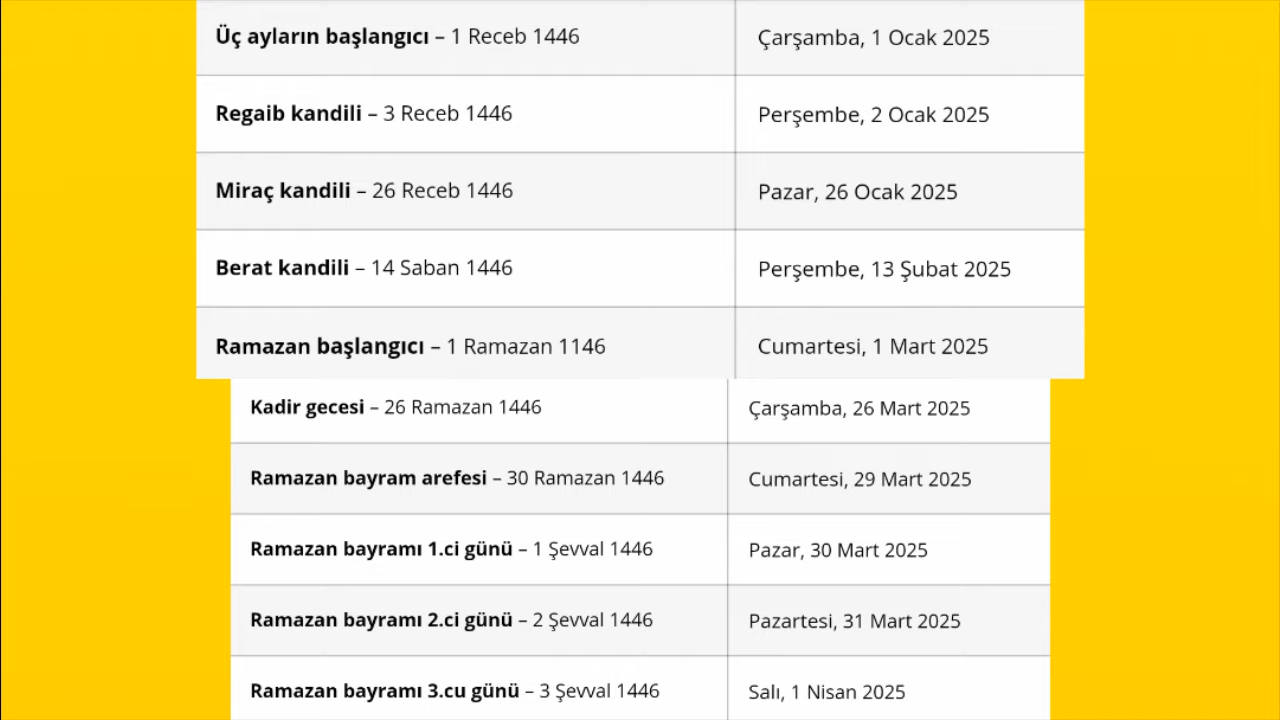 Üç ayların başlangıcı – 1 Receb 1446 Çarşamba, 1 Ocak 2025
Regaib kandili – 3 Receb 1446 Perşembe, 2 Ocak 2025
Miraç kandili – 26 Receb 1446 Pazar, 26 Ocak 2025
Berat kandili – 14 Saban 1446 Perşembe, 13 Şubat 2025
Ramazan başlangıcı – 1 Ramazan 1146 Cumartesi, 1 Mart 2025
Kadir gecesi – 26 Ramazan 1446 Çarşamba, 26 Mart 2025
Ramazan bayram arefesi – 30 Ramazan 1446 Cumartesi, 29 Mart 2025
Ramazan bayramı 1.ci günü – 1 Şevval 1446 Pazar, 30 Mart 2025
Ramazan bayramı 2.ci günü – 2 Şevval 1446 Pazartesi, 31 Mart 2025
Ramazan bayramı 3.cu günü – 3 Şevval 1446 Salı, 1 Nisan 2025